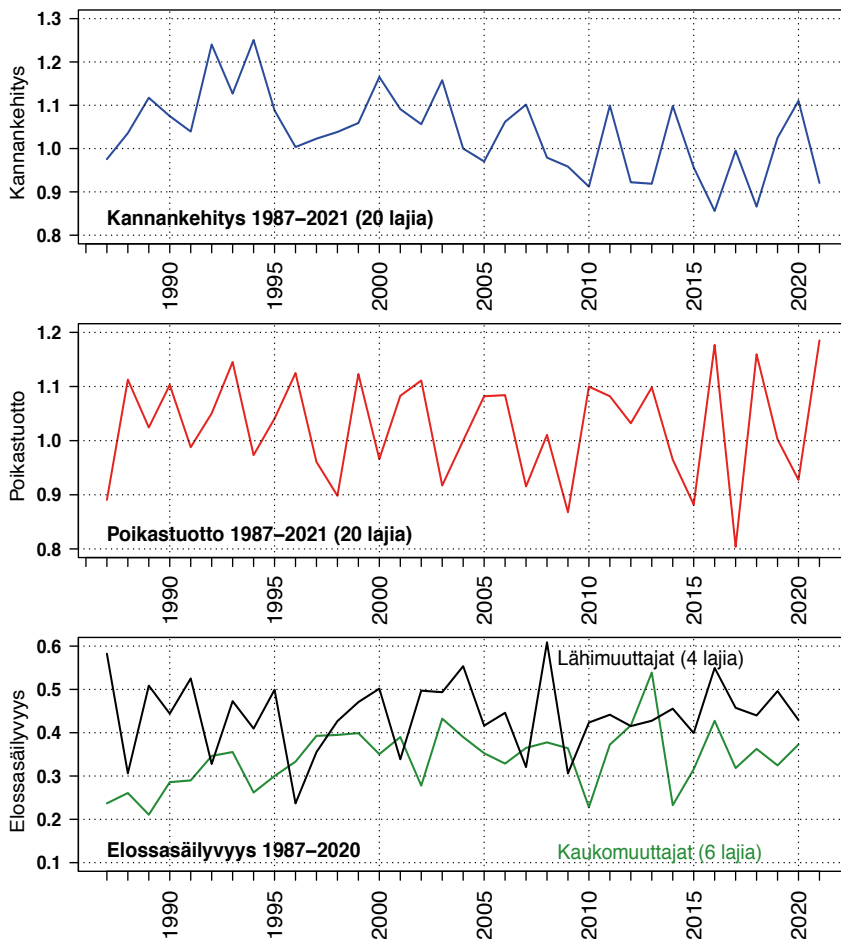 1.3
1.2
1.1
1.0
0.9
0.8
Kannankehitys
Kannankehitys 1987–2021 (20 lajia)
1990 1995 2000 2005 2010 2015 2020
1.2
1.1
1.0
0.9
0.8
Poikastuotto
Poikastuotto 1987–2021 (20 lajia)
1990 1995 2000 2005 2010 2015 2020
0.6
0.5
0.4
0.3
0.2
0.1
Elossasäilyvyys
Lähimuuttajat (4 lajia)
Elossasäilyvyys 1987–2020
Kaukomuuttajat (6 lajia)
1990 1995 2000 2005 2010 2015 2020